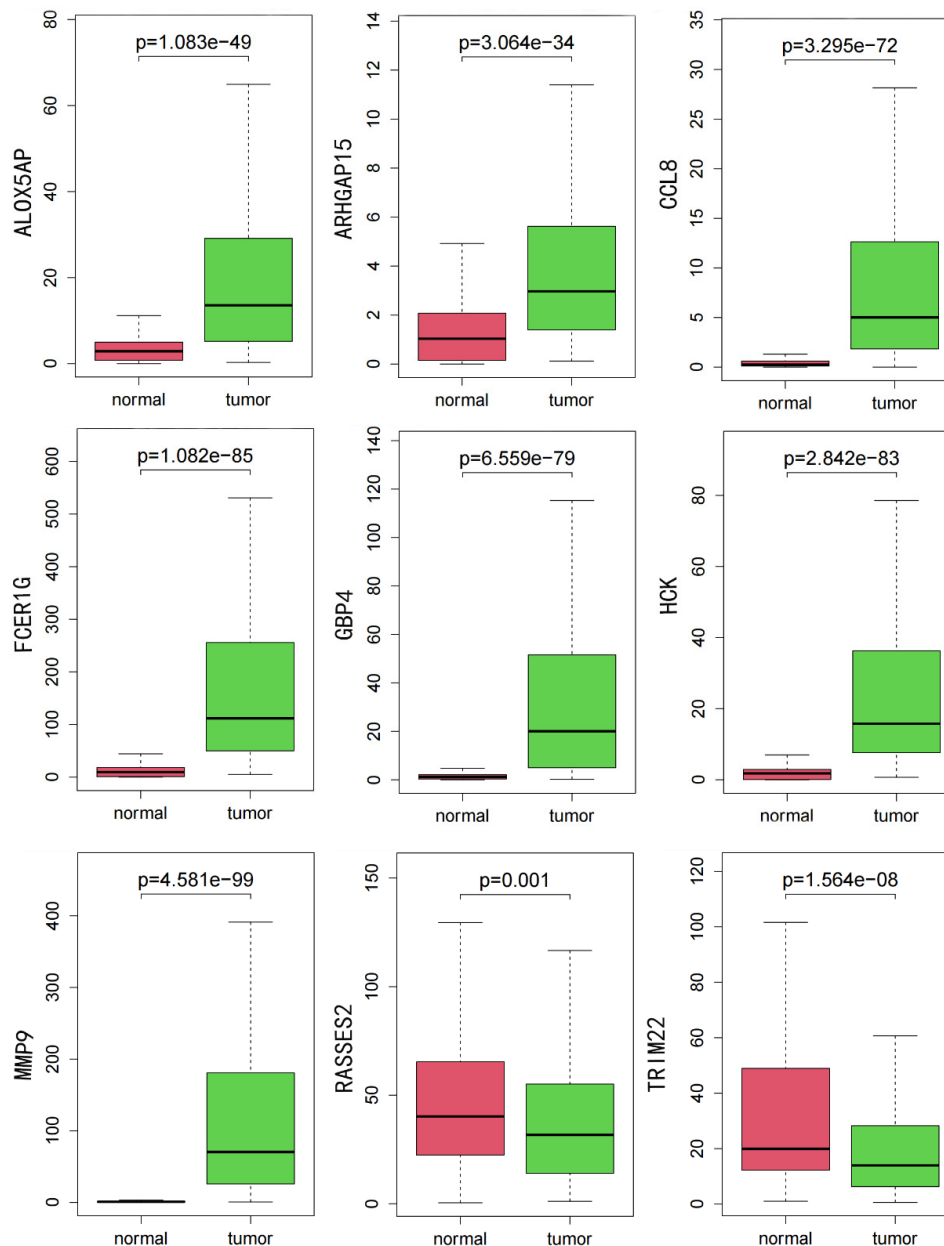 p=1.083e−49
ALOX5AP
80
60
40
20
0
normal tumor
p=3.064e−34
ARHGAP15
14
12
10
8
6
4
2
0
normal tumor
p=3.295e−72
CCL8
35
30
25
20
15
10
5
0
normal tumor
p=1.082e−85
FCER1G
600
500
400
300
200
100
0
normal tumor
p=6.559e−79
GBP4
140
120
100
80
60
40
20
0
normal tumor
p=2.842e−83
HCK
80
60
40
20
0
normal tumor
p=4.581e−99
MMP9
400
300
200
100
0
normal tumor
p=0.001
RASSES2
150
100
50
0
normal tumor
p=1.564e−08
TRIM22
120
100
80
60
40
20
0
normal tumor